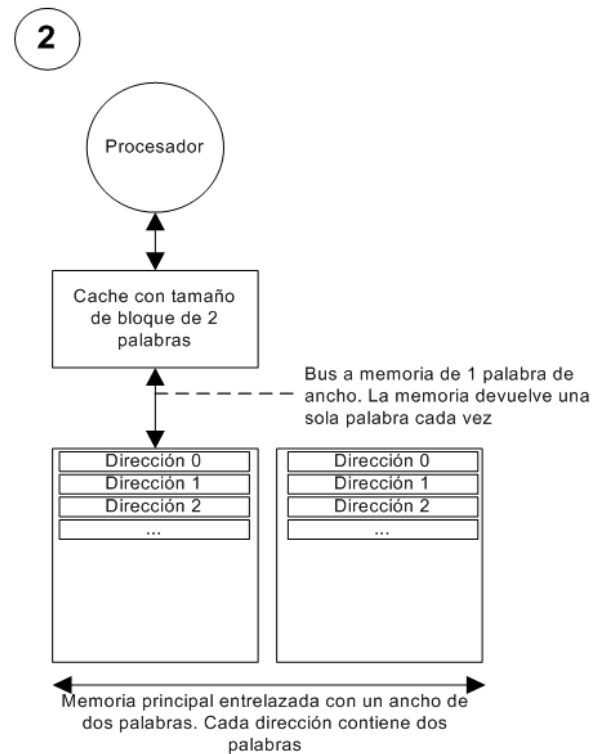 2
Procesador
Cache con tamaño
de bloque de 2
palabras
Bus a memoria de 1 palabra de
ancho. La memoria devuelve una
sola palabra cada vez
Dirección 0
Dirección 1
Dirección 2
...
Dirección 0
Dirección 1
Dirección 2
...
Memoria principal entrelazada con un ancho de
dos palabras. Cada dirección contiene dos
palabras